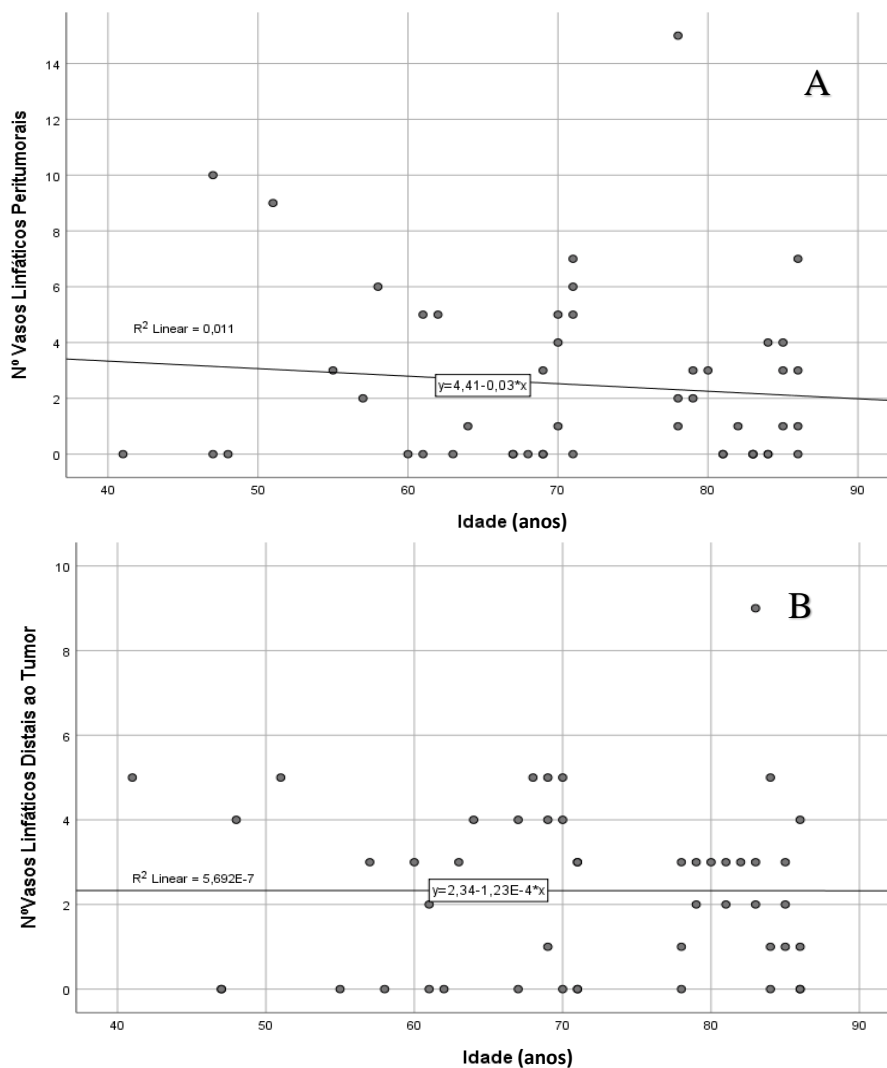 Nº Vasos Linfáticos Peritumorais
14
12
10
8
6
4
2
0
A
R² Linear = 0,011
y=4,41-0,03*x
40 50 60 70 80 90
Idade (anos)
NºVasos Linfáticos Distais ao Tumor
10
8
6
4
2
0
B
R² Linear = 5,692E-7
y=2,34-1,23E-4*x
40 50 60 70 80 90
Idade (anos)